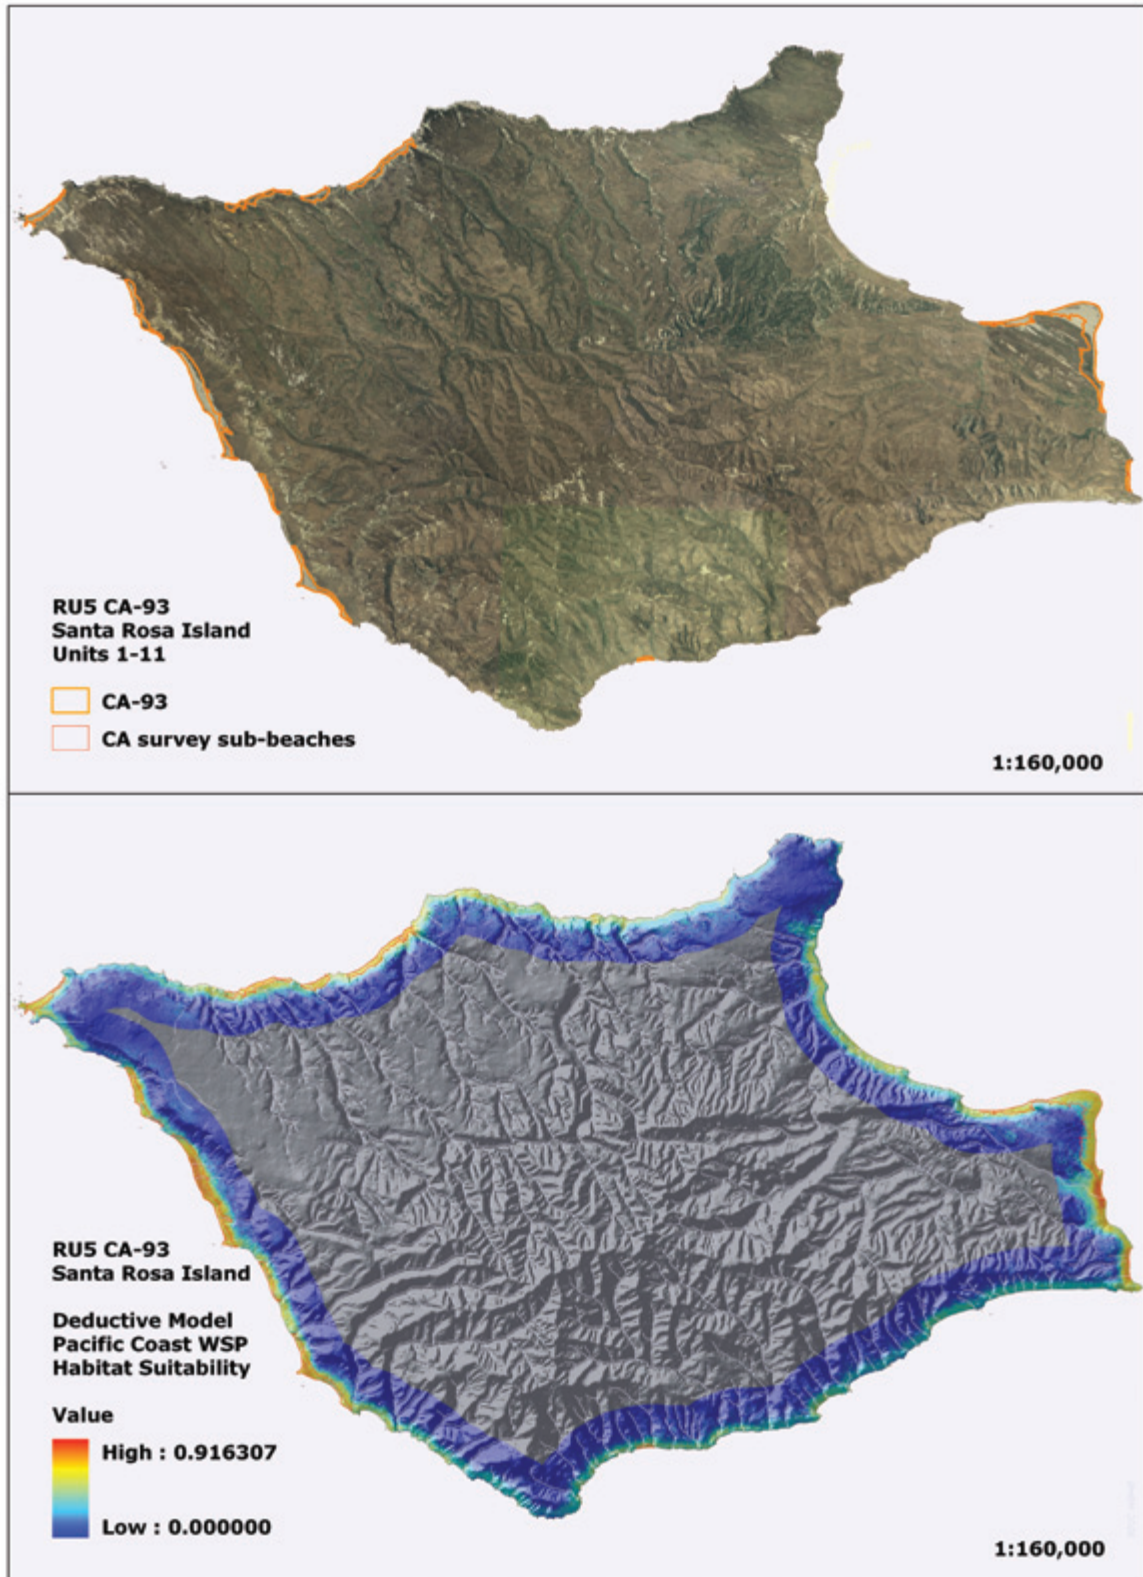 RU5 CA-93
Santa Rosa Island
Units 1-11
CA-93
CA survey sub-beaches
1:160,000
RU5 CA-93
Santa Rosa Island
Deductive Model
Pacific Coast WSP
Habitat Suitability
Value
High : 0.916307
Low : 0.000000
1:160,000